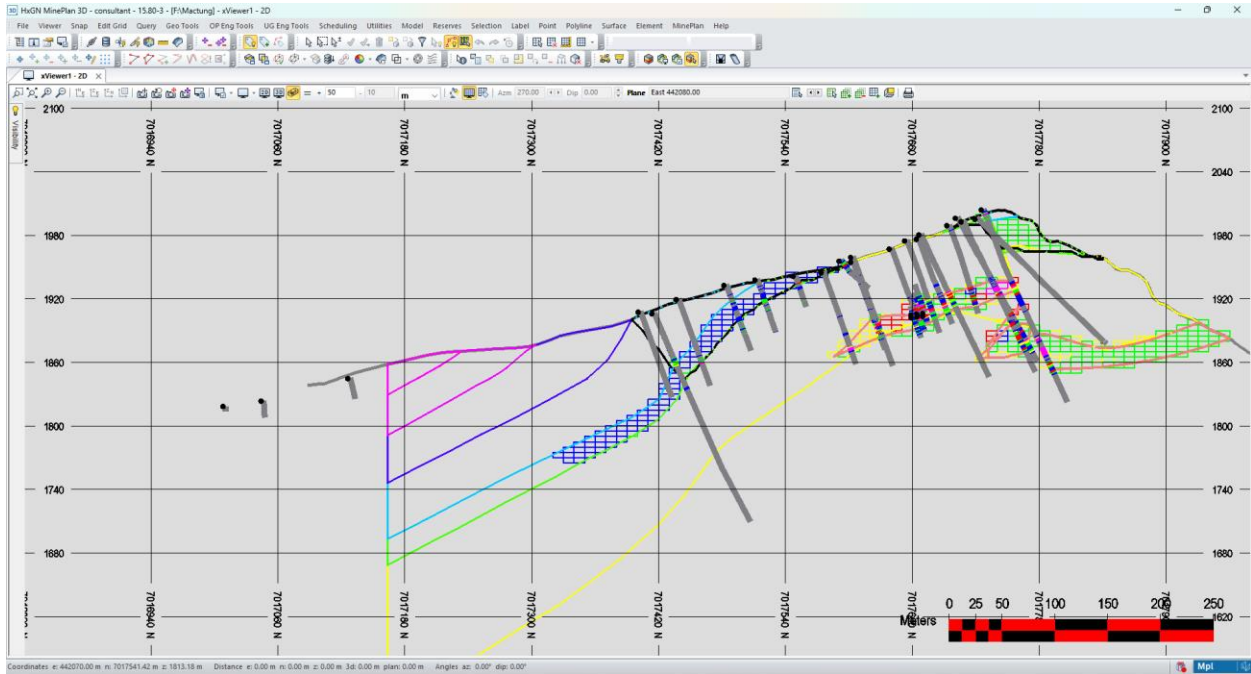 HxGN MinePlan 3D - consultant - 15.80-3 - [F:\Mactung] - xViewer1 - 2D
File Viewer Snap Edit Grid Query Geo Tools OP Eng Tools UG Eng Tools Scheduling Utilities Model Reserves Selection Label Point Polyline Surface Element MinePlan Help
xViewer1 - 2D
50 10 m Azm 270.00 Dip 0.00 Plane East 442080.00
Visibility
2100 7016940 N 7017060 N 7017180 N 7017300 N 7017420 N 7017540 N 7017660 N 7017780 N 7017900 N 2100
2040
1980 1980
1920 1920
1860 1860
1800 1800
1740 1740
1680 1680
7016940 N 7017060 N 7017180 N 7017300 N 7017420 N 7017540 N 7017780 N
0 25 50 100 150 200 250
Meters 1620
Coordinates e: 442070.00 m n: 7017541.42 m z: 1813.18 m Distance e: 0.00 m n: 0.00 m z: 0.00 m 3d: 0.00 m plan: 0.00 m Angles az: 0.00° dip: 0.00°
Mpl